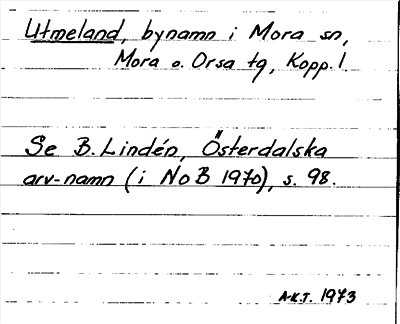 Utmeland, bynamn i Mora sn,
Mora o. Orsa tg, Kopp. l
Se B. Lindén, Österdalska
arv-namn (i NoB 1970), s. 98.
A-K.T. 1973